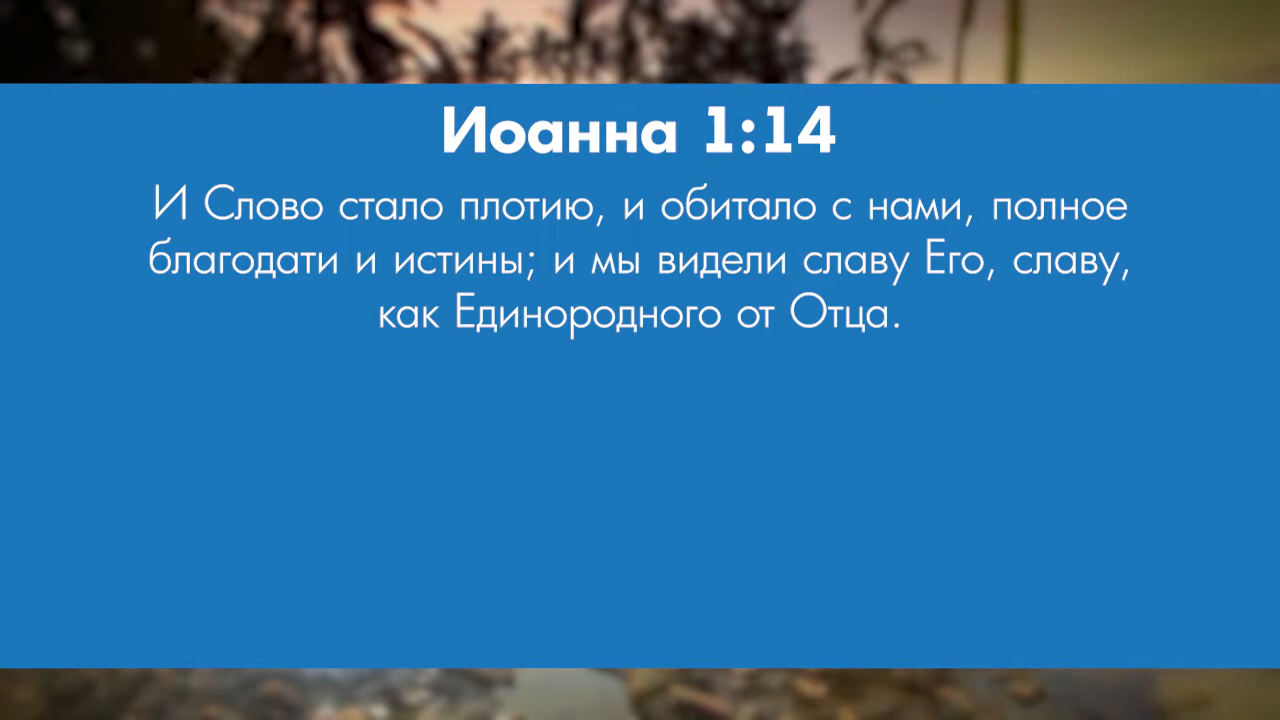 Иоанна 1:14
И Слово стало плотию, и обитало с нами, полное
благодати и истины; и мы видели славу Его, славу,
как Единородного от Отца.